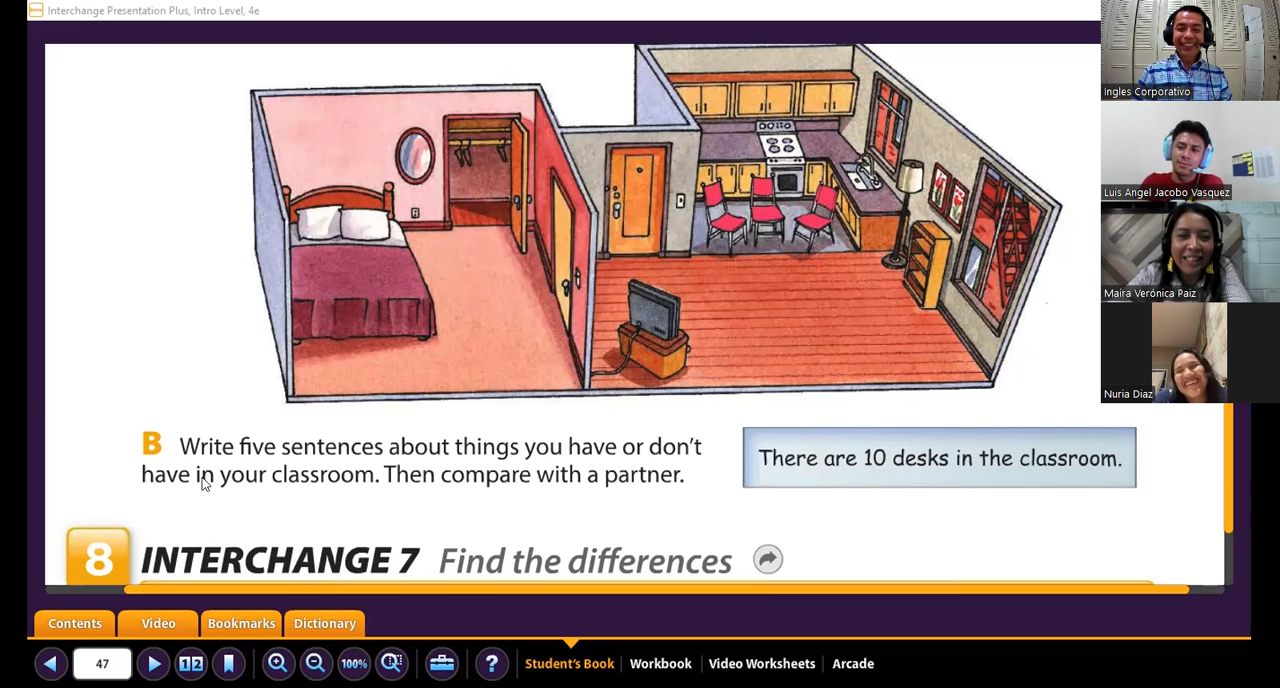 Interchange Presentation Plus, Intro Level, 4e
Ingles Corporativo
Luis Angel Jacobo Vasquez
Maira Verónica Paiz
Nuria Diaz
B Write five sentences about things you have or don't
have in your classroom. Then compare with a partner.
There are 10 desks in the classroom.
8 INTERCHANGE 7 Find the differences
Contents Video Bookmarks Dictionary
47 12 100% ? Student's Book Workbook Video Worksheets Arcade